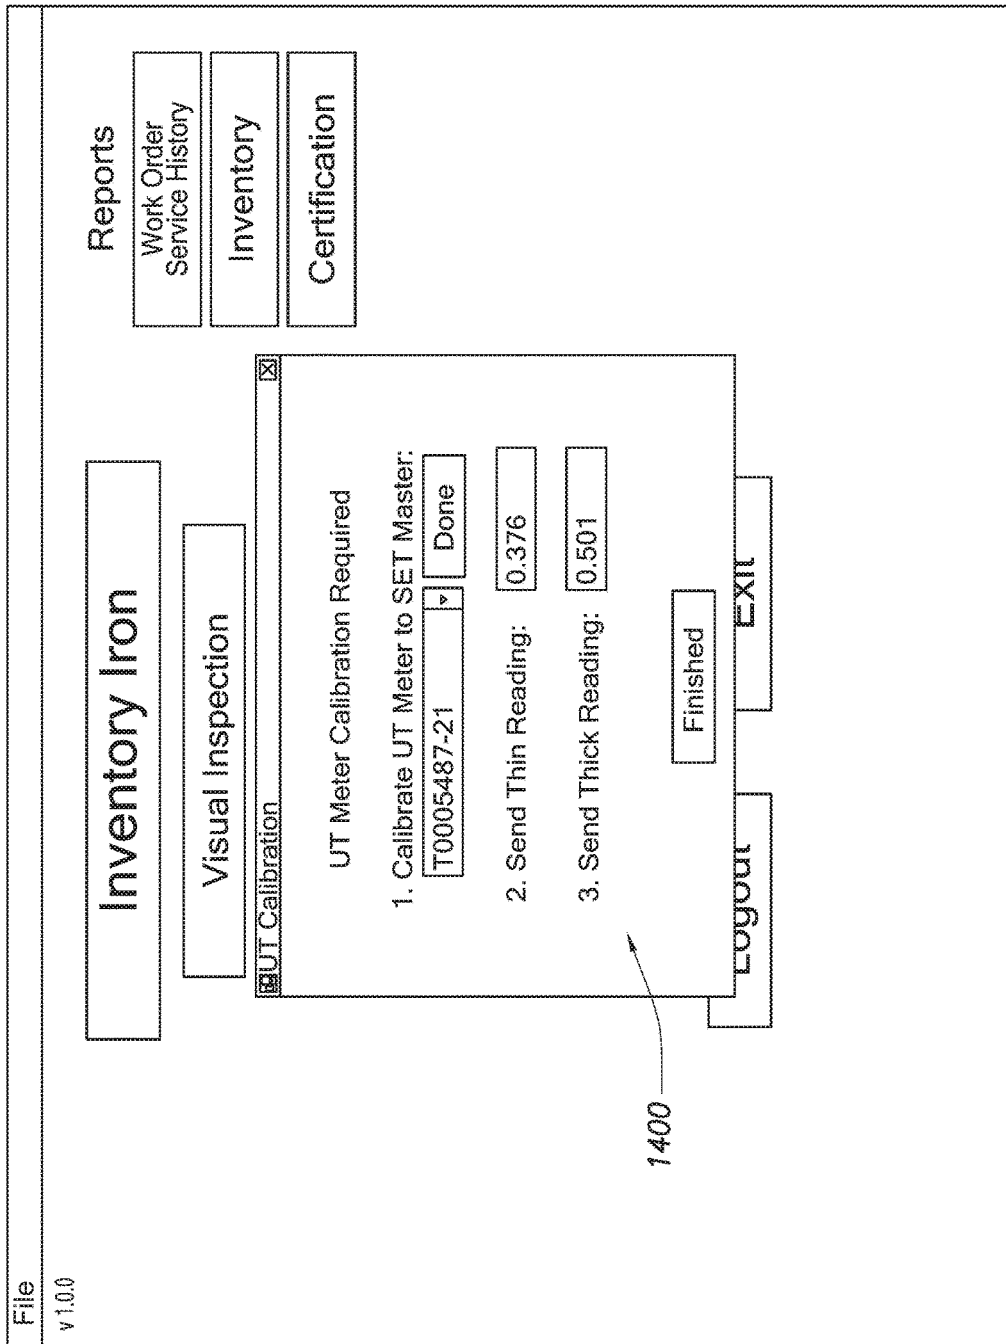 File
v 1.0.0
Inventory Iron
Reports
Work Order
Service History
Visual Inspection
Inventory
Certification
UT Calibration
UT Meter Calibration Required
1. Calibrate UT Meter to SET Master:
T0005487-21
Done
2. Send Thin Reading:
0.376
3. Send Thick Reading:
0.501
Finished
Logout
Exit
1400